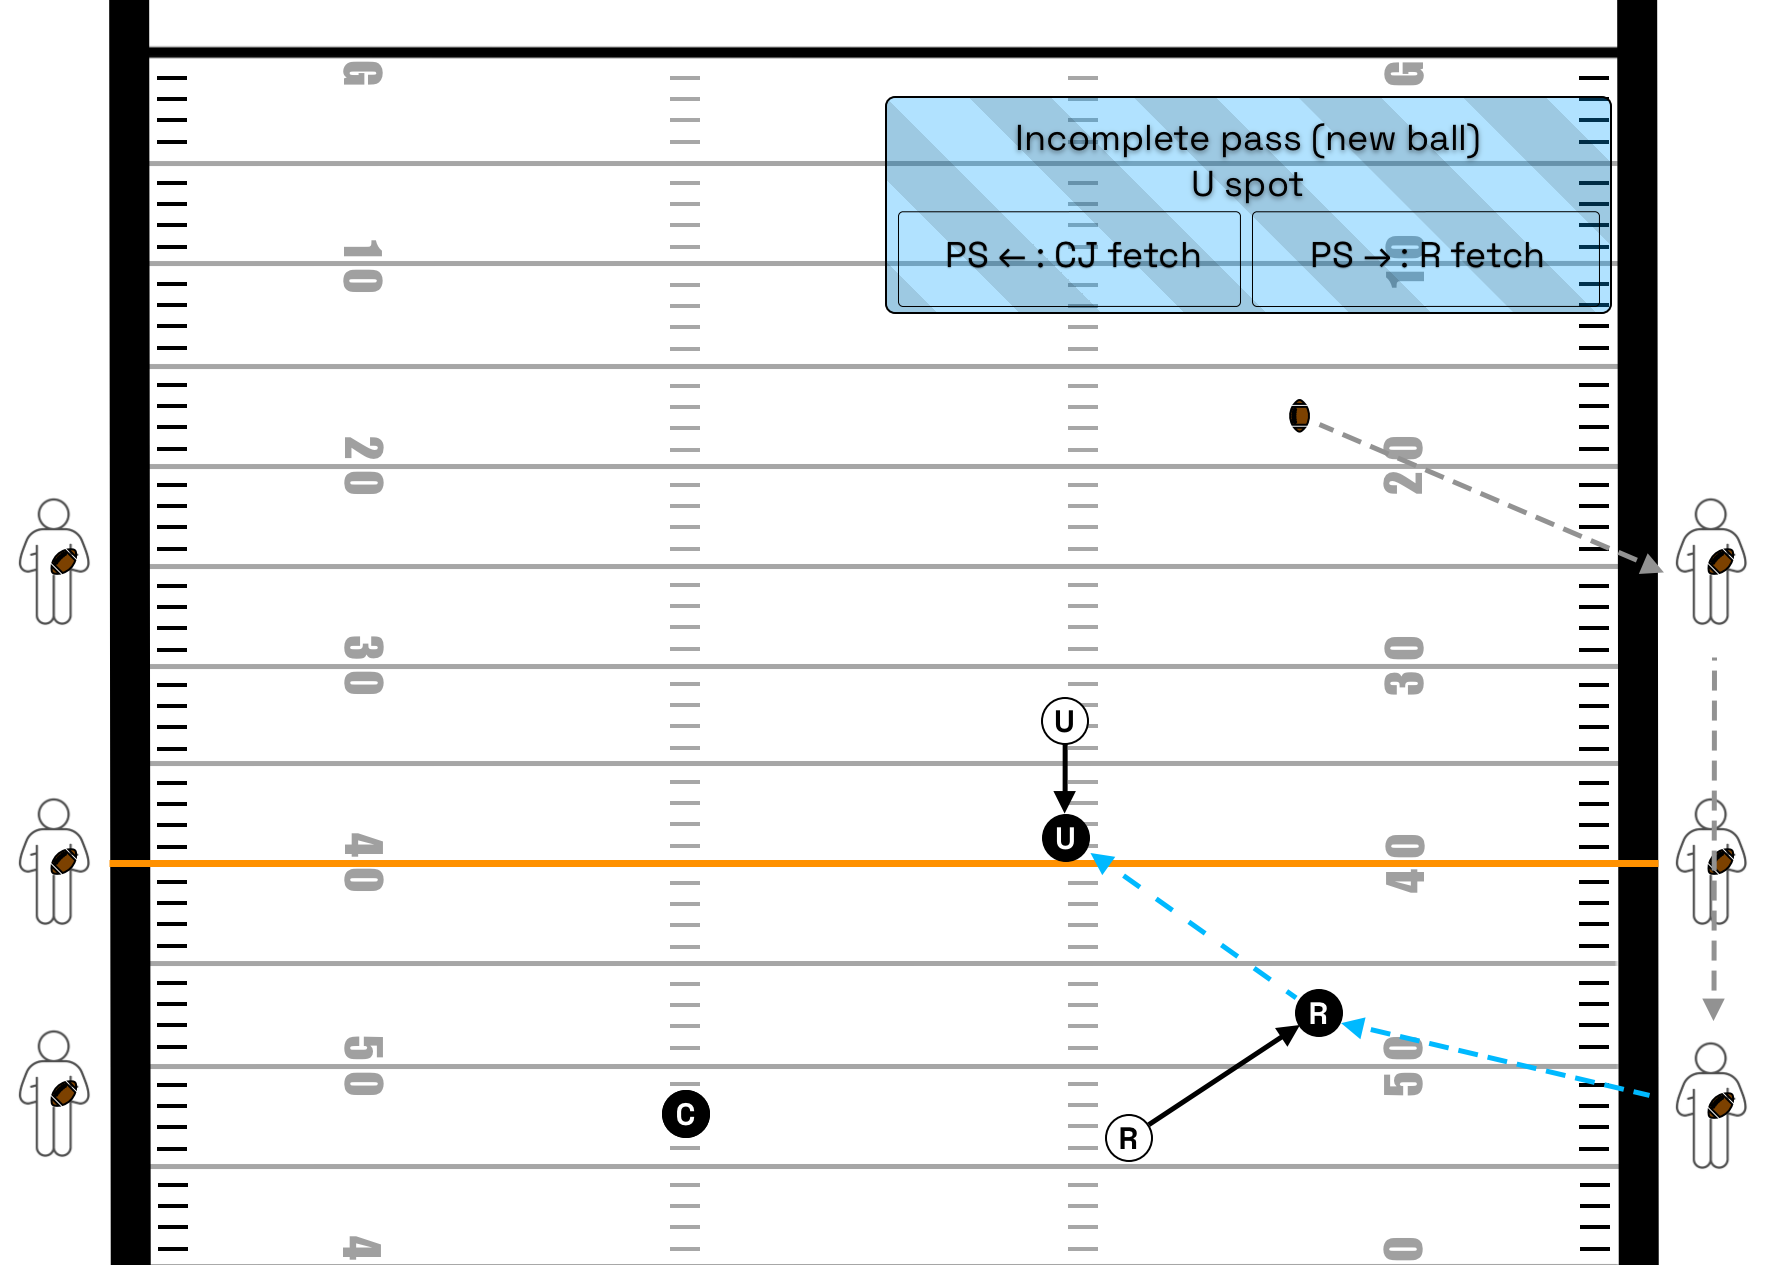 G G
Incomplete pass (new ball)
U spot
PS ← : CJ fetch
PS → : R fetch
10 10
20 20
30 30
U
U
40 40
R
50 50
C
R
4 0